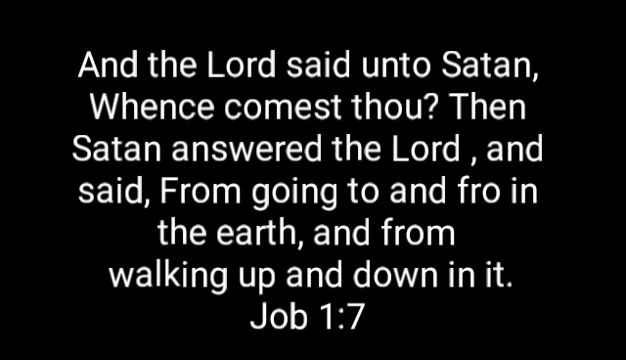 And the Lord said unto Satan,
Whence comest thou? Then
Satan answered the Lord , and
said, From going to and fro in
the earth, and from
walking up and down in it.
Job 1:7